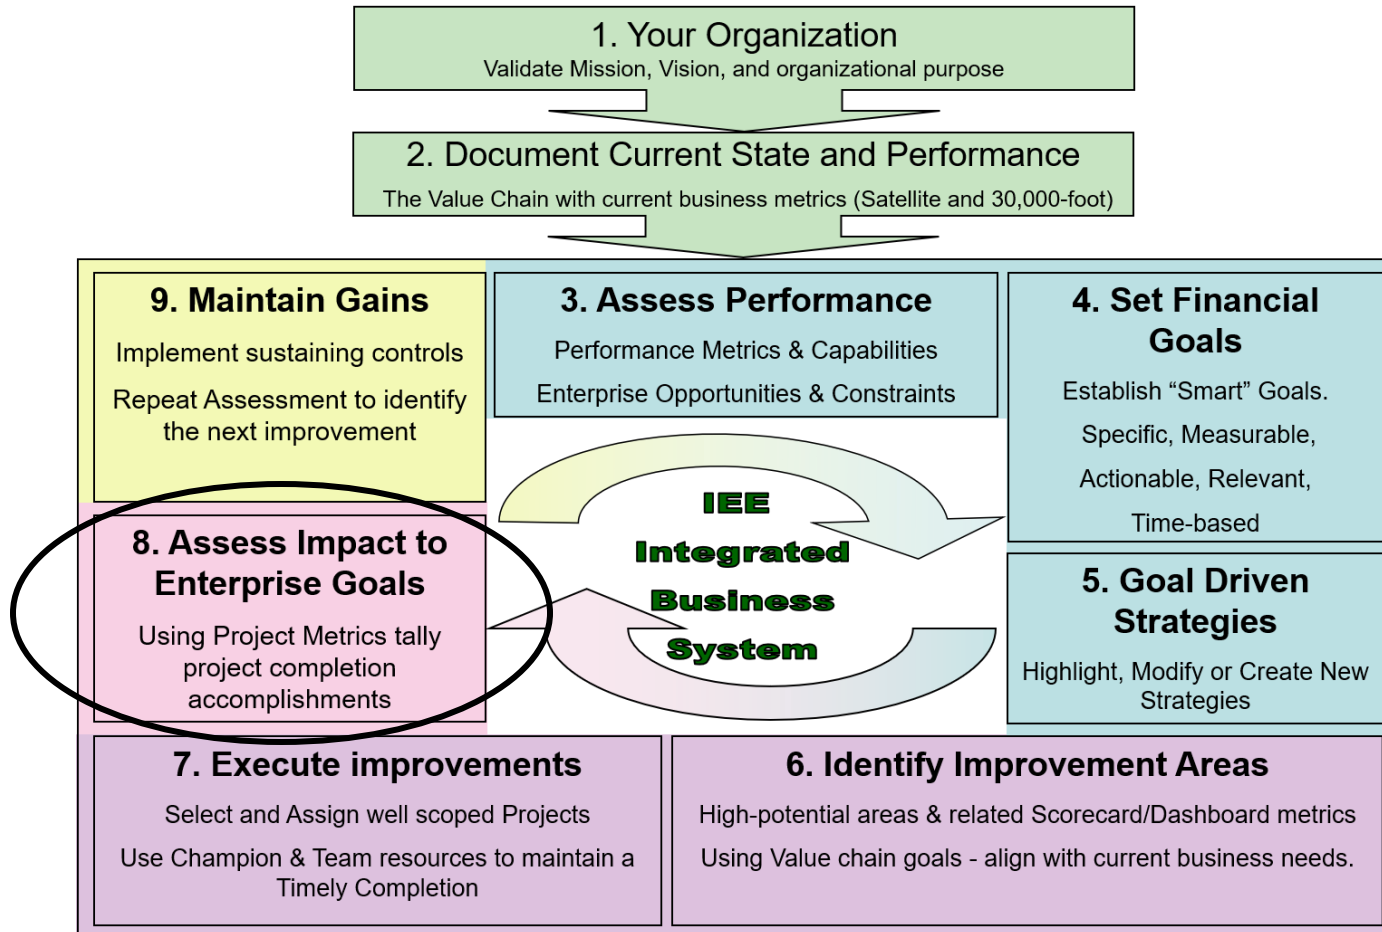 1. Your Organization
Validate Mission, Vision, and organizational purpose
2. Document Current State and Performance
The Value Chain with current business metrics (Satellite and 30,000-foot)
9. Maintain Gains
Implement sustaining controls
Repeat Assessment to identify
the next improvement
3. Assess Performance
Performance Metrics & Capabilities
Enterprise Opportunities & Constraints
4. Set Financial
Goals
Establish “Smart” Goals.
Specific, Measurable,
Actionable, Relevant,
Time-based
IEE
Integrated
Business
System
8. Assess Impact to
Enterprise Goals
Using Project Metrics tally
project completion
accomplishments
5. Goal Driven
Strategies
Highlight, Modify or Create New
Strategies
7. Execute improvements
Select and Assign well scoped Projects
Use Champion & Team resources to maintain a
Timely Completion
6. Identify Improvement Areas
High-potential areas & related Scorecard/Dashboard metrics
Using Value chain goals - align with current business needs.